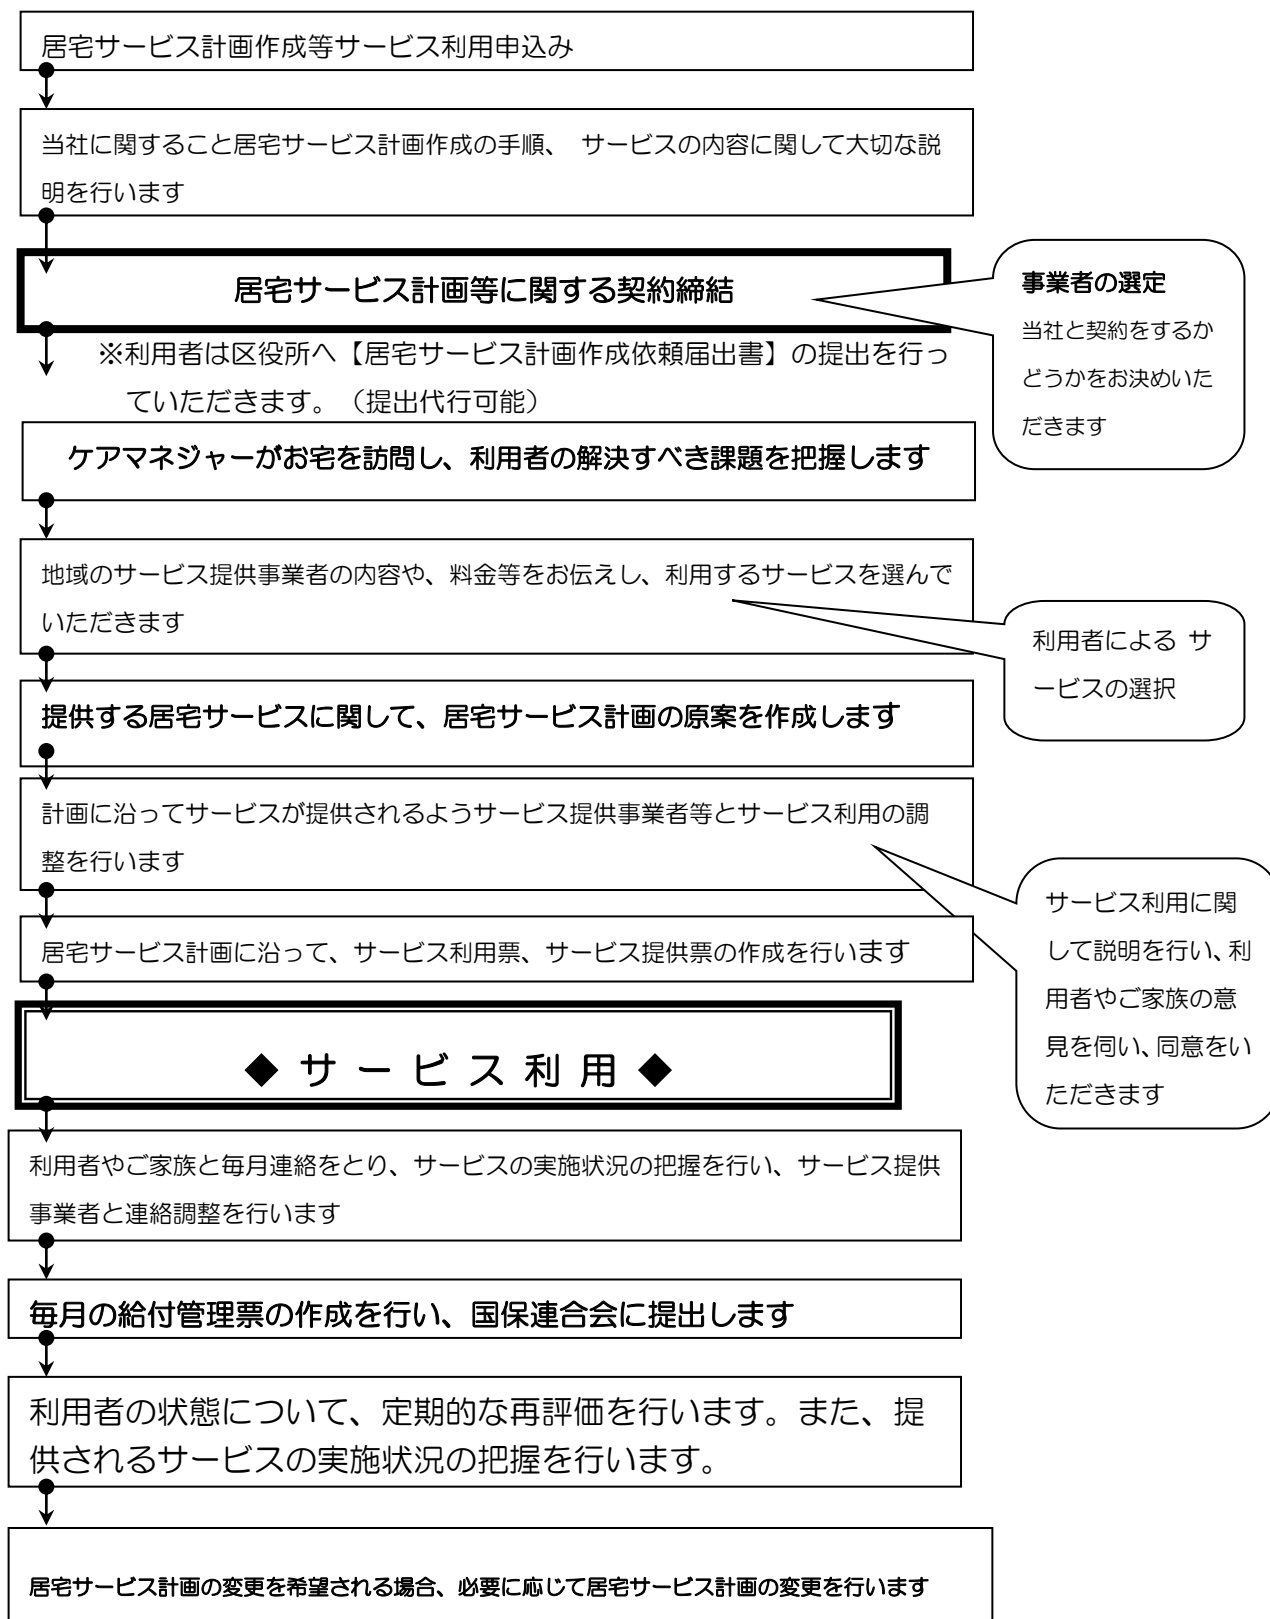 居宅サービス計画作成等サービス利用申込み
当社に関すること居宅サービス計画作成の手順、 サービスの内容に関して大切な説
明を行います
居宅サービス計画等に関する契約締結
事業者の選定
当社と契約をするか
どうかをお決めいた
だきます
※利用者は区役所へ【居宅サービス計画作成依頼届出書】の提出を行っ
ていただきます。（提出代行可能）
ケアマネジャーがお宅を訪問し、利用者の解決すべき課題を把握します
地域のサービス提供事業者の内容や、料金等をお伝えし、利用するサービスを選んで
いただきます
利用者による サ
ービスの選択
提供する居宅サービスに関して、居宅サービス計画の原案を作成します
計画に沿ってサービスが提供されるようサービス提供事業者等とサービス利用の調
整を行います
サービス利用に関
して説明を行い、利
用者やご家族の意
見を伺い、同意をい
ただきます
居宅サービス計画に沿って、サービス利用票、サービス提供票の作成を行います
◆ サ ー ビ ス 利 用 ◆
利用者やご家族と毎月連絡をとり、サービスの実施状況の把握を行い、サービス提供
事業者と連絡調整を行います
毎月の給付管理票の作成を行い、国保連合会に提出します
利用者の状態について、定期的な再評価を行います。また、提
供されるサービスの実施状況の把握を行います。
居宅サービス計画の変更を希望される場合、必要に応じて居宅サービス計画の変更を行います